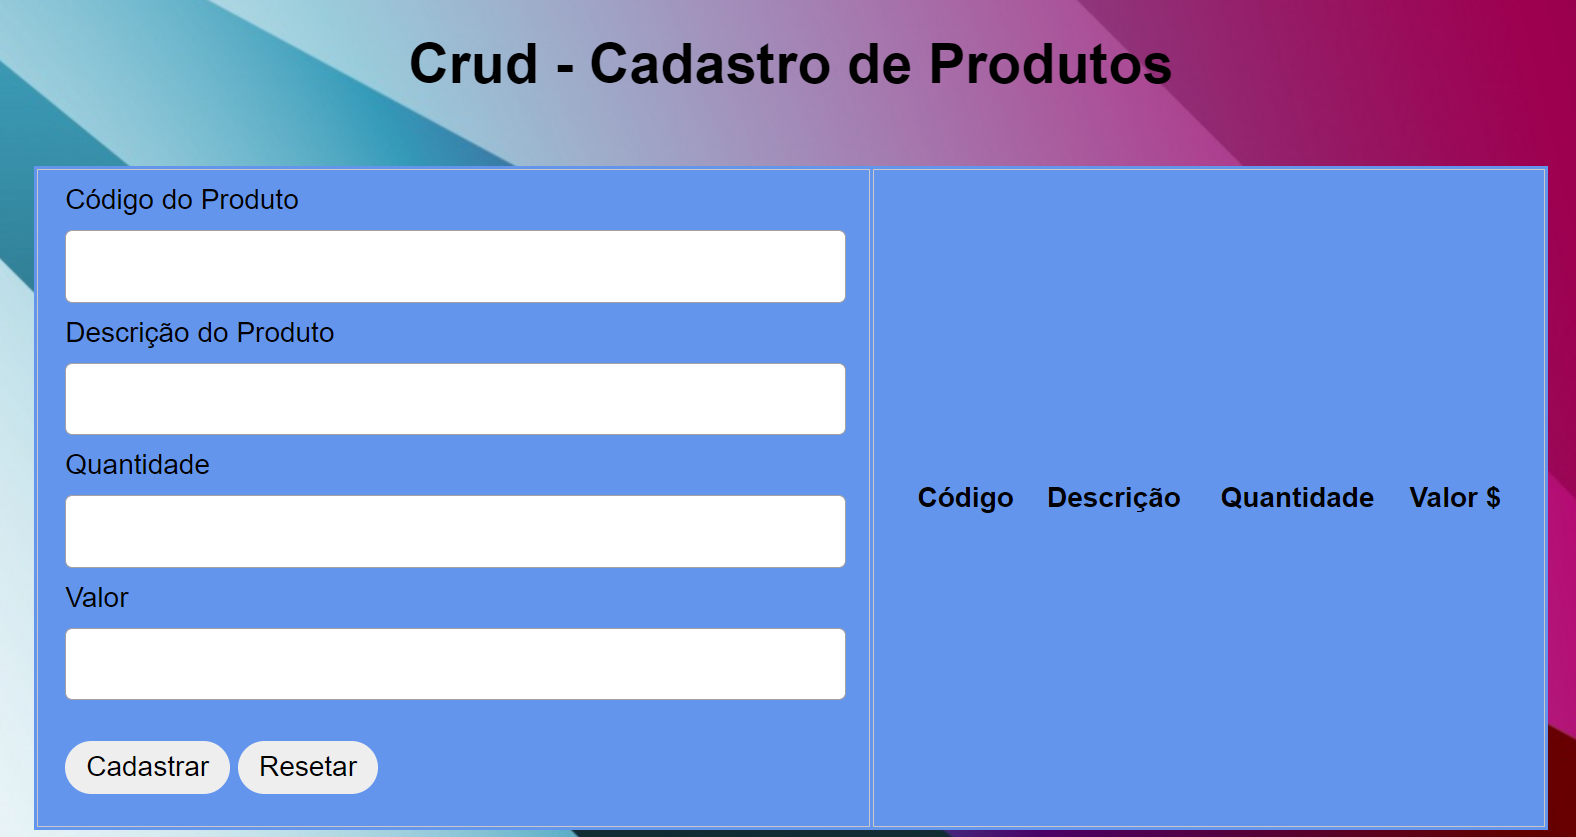 Crud - Cadastro de Produtos
Código do Produto
Descrição do Produto
Quantidade
Valor
Cadastrar Resetar
Código Descrição Quantidade Valor $